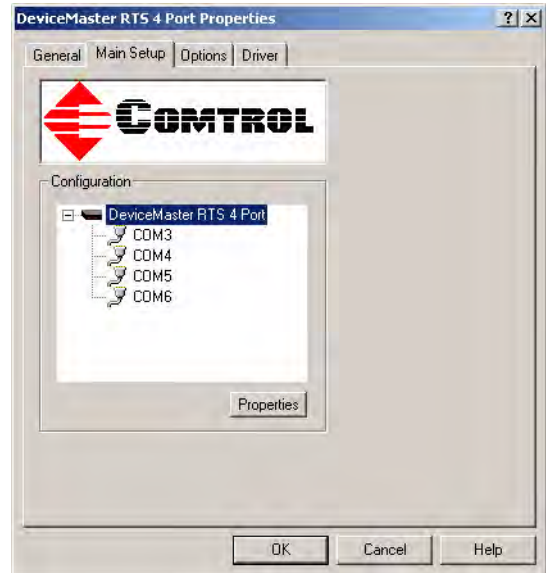 DeviceMaster RTS 4 Port Properties
General Main Setup Options Driver
COMTROL
Configuration
DeviceMaster RTS 4 Port
COM3
COM4
COM5
COM6
Properties
OK Cancel Help